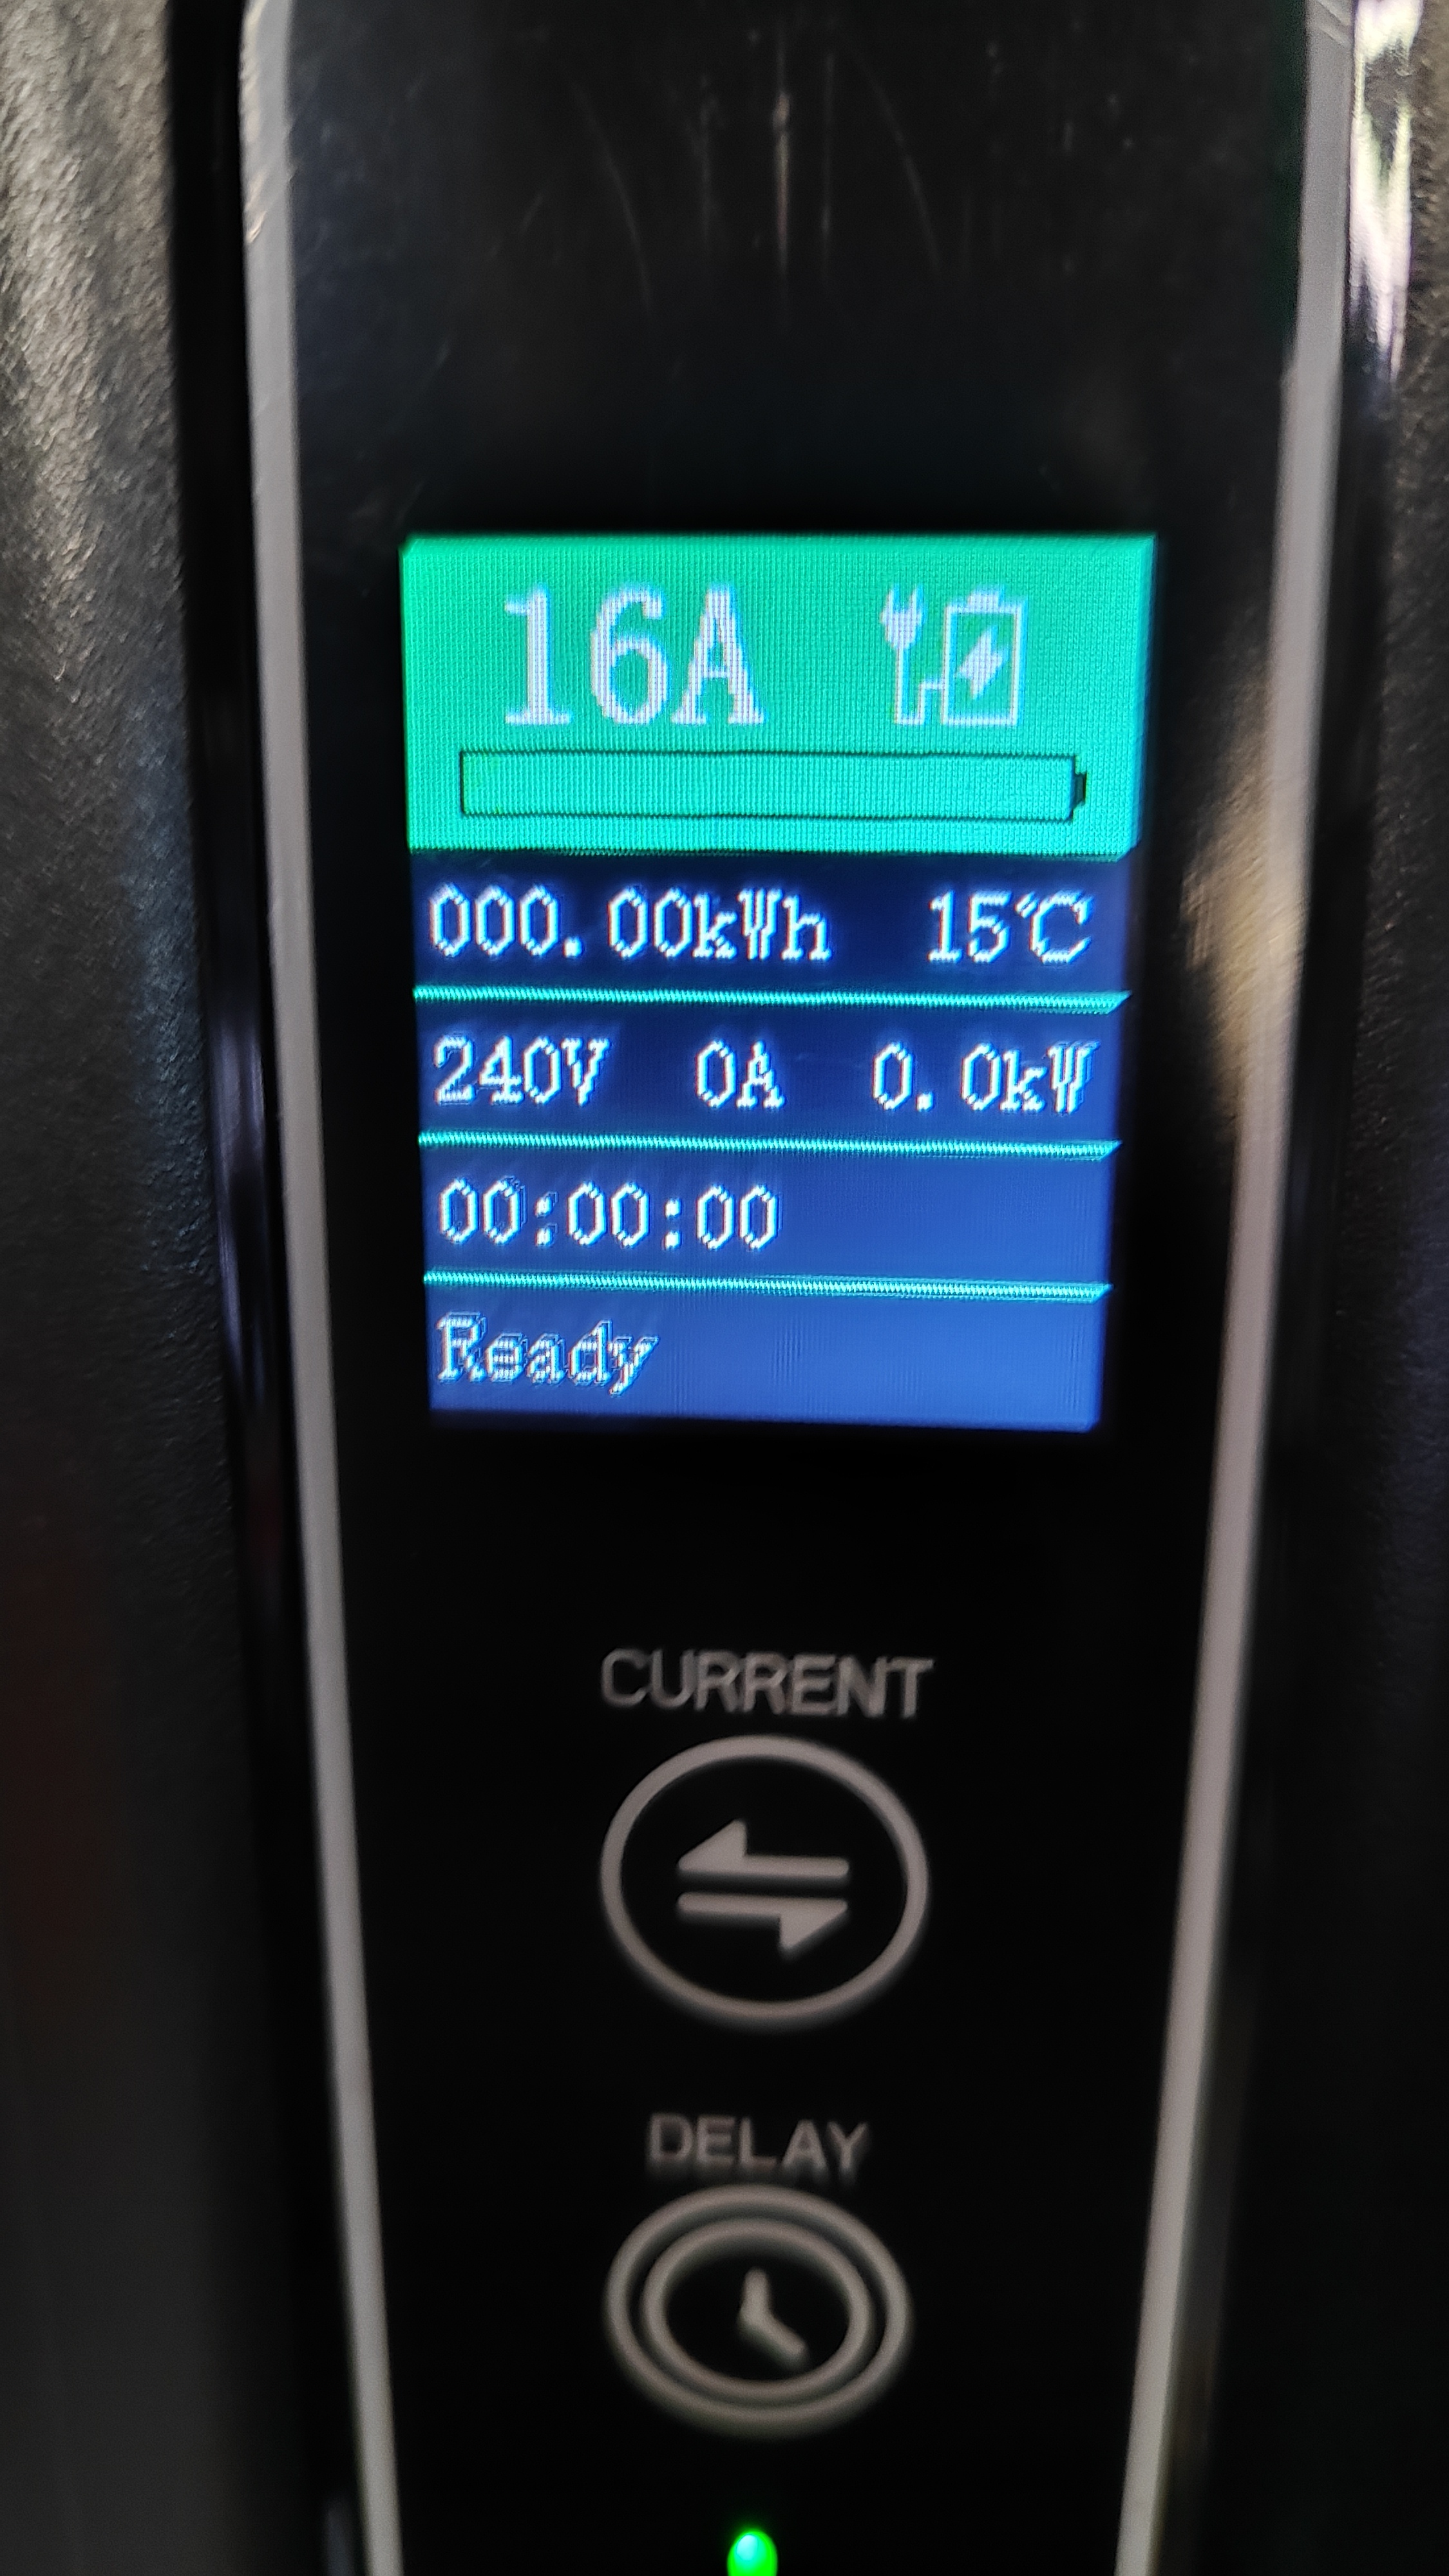 16A
000.00kWh 15℃
240V 0A 0.0kW
00:00:00
Ready
CURRENT
DELAY